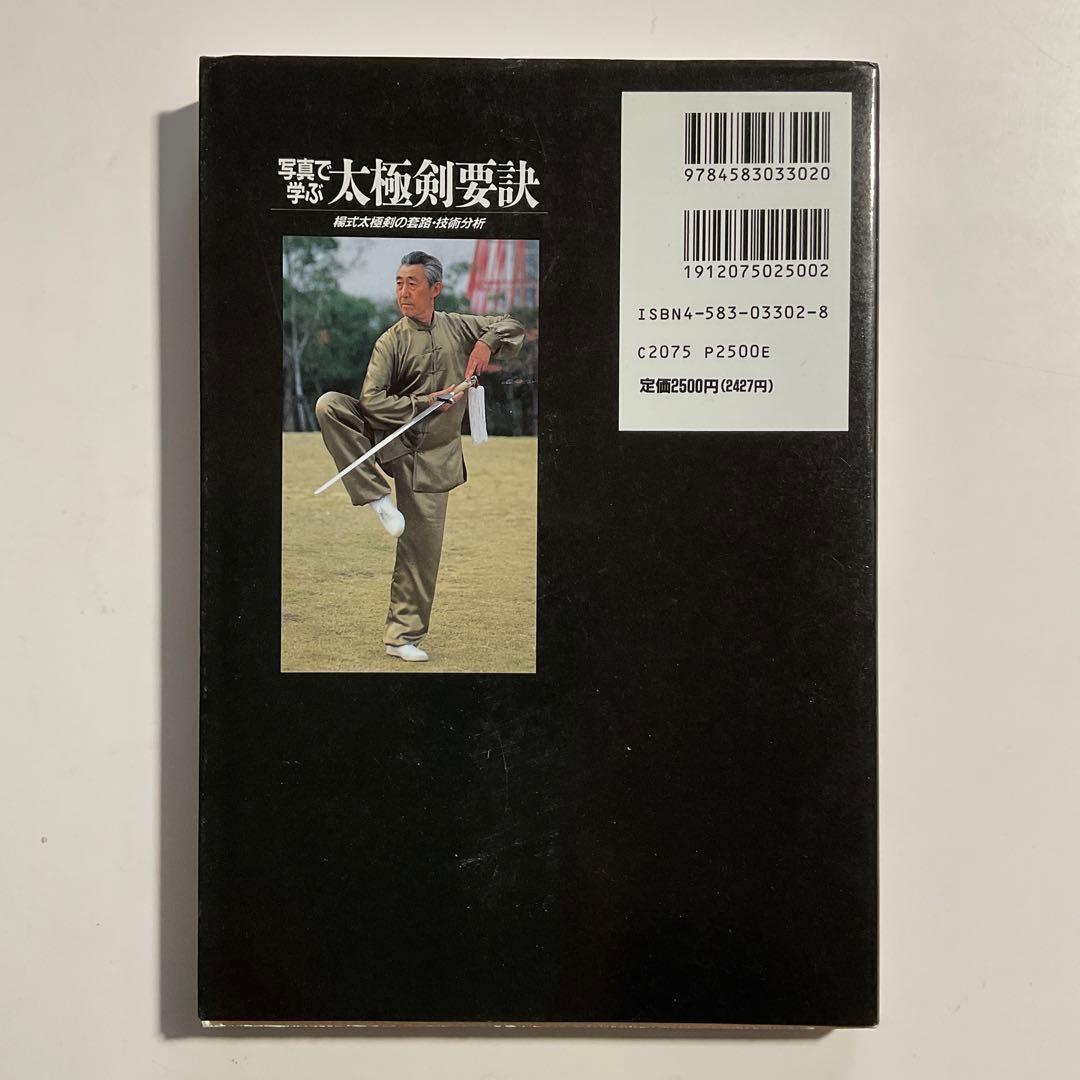 写真で学ぶ 太極剣要訣
楊式太極剣の套路・技術分析
9784583033020
1912075025002
ISBN4-583-03302-8
C2075 P2500E
定価2500円(2427円)